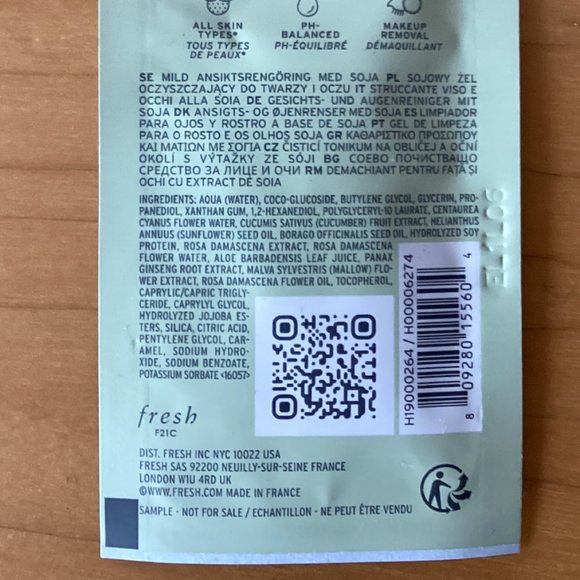 ALL SKIN TYPES*
TOUS TYPES DE PEAUX*
PH-BALANCED
PH-ÉQUILIBRÉ
MAKEUP REMOVAL
DÉMAQUILLANT
SE MILD ANSIKTSRENGÖRING MED SOJA PL SOJOWY ŻEL
OCZYSZCZAJĄCY DO TWARZY I OCZU IT STRUCCANTE VISO E
OCCHI ALLA SOIA DE GESICHTS- UND AUGENREINIGER MIT
SOJA DK ANSIGTS- OG ØJENRENSER MED SOJA ES LIMPIADOR
PARA OJOS Y ROSTRO A BASE DE SOJA PT GEL DE LIMPEZA
PARA O ROSTO E OS OLHOS SOJA GR ΚΑΘΑΡΙΣΤΙΚΟ ΠΡΟΣΩΠΟΥ
ΚΑΙ ΜΑΤΙΩΝ ΜΕ ΣΟΓΙΑ CZ ČISTICÍ TONIKUM NA OBLIČEJ A OČNÍ
OKOLÍ S VÝTAŽKY ZE SÓJI BG СОЕВО ПОЧИСТВАЩО
СРЕДСТВО ЗА ЛИЦЕ И ОЧИ RM DEMACHIANT PENTRU FAȚĂ ȘI
OCHI CU EXTRACT DE SOIA
INGREDIENTS: AQUA (WATER), COCO-GLUCOSIDE, BUTYLENE GLYCOL, GLYCERIN, PRO-
PANEDIOL, XANTHAN GUM, 1,2-HEXANEDIOL, POLYGLYCERYL-10 LAURATE, CENTAUREA
CYANUS FLOWER WATER, CUCUMIS SATIVUS (CUCUMBER) FRUIT EXTRACT, HELIANTHUS
ANNUUS (SUNFLOWER) SEED OIL, BORAGO OFFICINALIS SEED OIL, HYDROLYZED SOY
PROTEIN, ROSA DAMASCENA EXTRACT, ROSA DAMASCENA
FLOWER WATER, ALOE BARBADENSIS LEAF JUICE, PANAX
GINSENG ROOT EXTRACT, MALVA SYLVESTRIS (MALLOW) FLO-
WER EXTRACT, ROSA DAMASCENA FLOWER OIL, TOCOPHEROL,
CAPRYLIC/CAPRIC TRIGLY-
CERIDE, CAPRYLYL GLYCOL,
HYDROLYZED JOJOBA ES-
TERS, SILICA, CITRIC ACID,
PENTYLENE GLYCOL, CAR-
AMEL, SODIUM HYDRO-
XIDE, SODIUM BENZOATE,
POTASSIUM SORBATE <16057>
H19000264 / H00006274
8 09280 15560 4
fresh
F21C
DIST. FRESH INC NYC 10022 USA
FRESH SAS 92200 NEUILLY-SUR-SEINE FRANCE
LONDON W1U 4RD UK
©WWW.FRESH.COM MADE IN FRANCE
SAMPLE - NOT FOR SALE / ECHANTILLON - NE PEUT ÊTRE VENDU